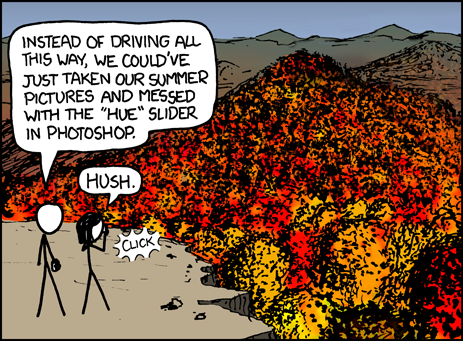 INSTEAD OF DRIVING ALL
THIS WAY, WE COULD'VE
JUST TAKEN OUR SUMMER
PICTURES AND MESSED
WITH THE "HUE" SLIDER
IN PHOTOSHOP.
HUSH.
CLICK